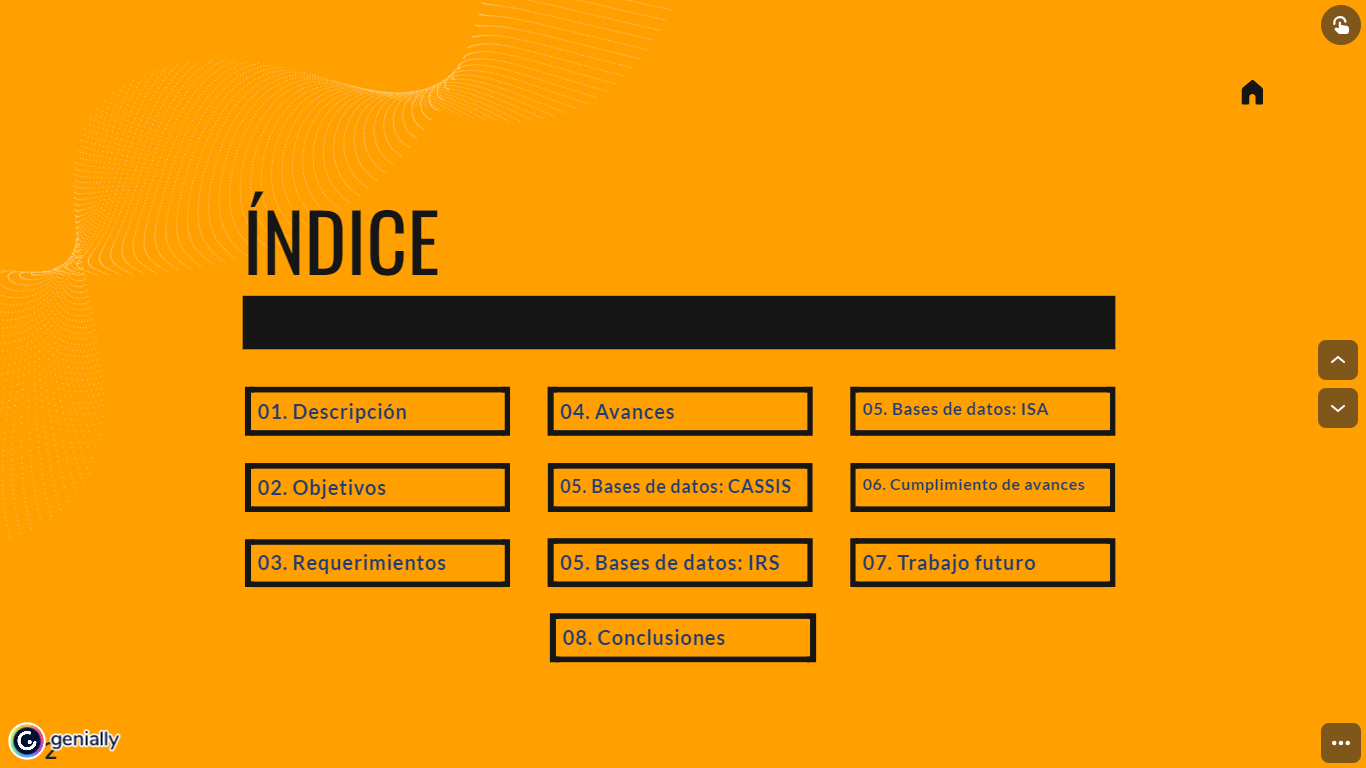 ÍNDICE
01. Descripción
02. Objetivos
03. Requerimientos
04. Avances
05. Bases de datos: CASSIS
05. Bases de datos: IRS
05. Bases de datos: ISA
06. Cumplimiento de avances
07. Trabajo futuro
08. Conclusiones
genially
2